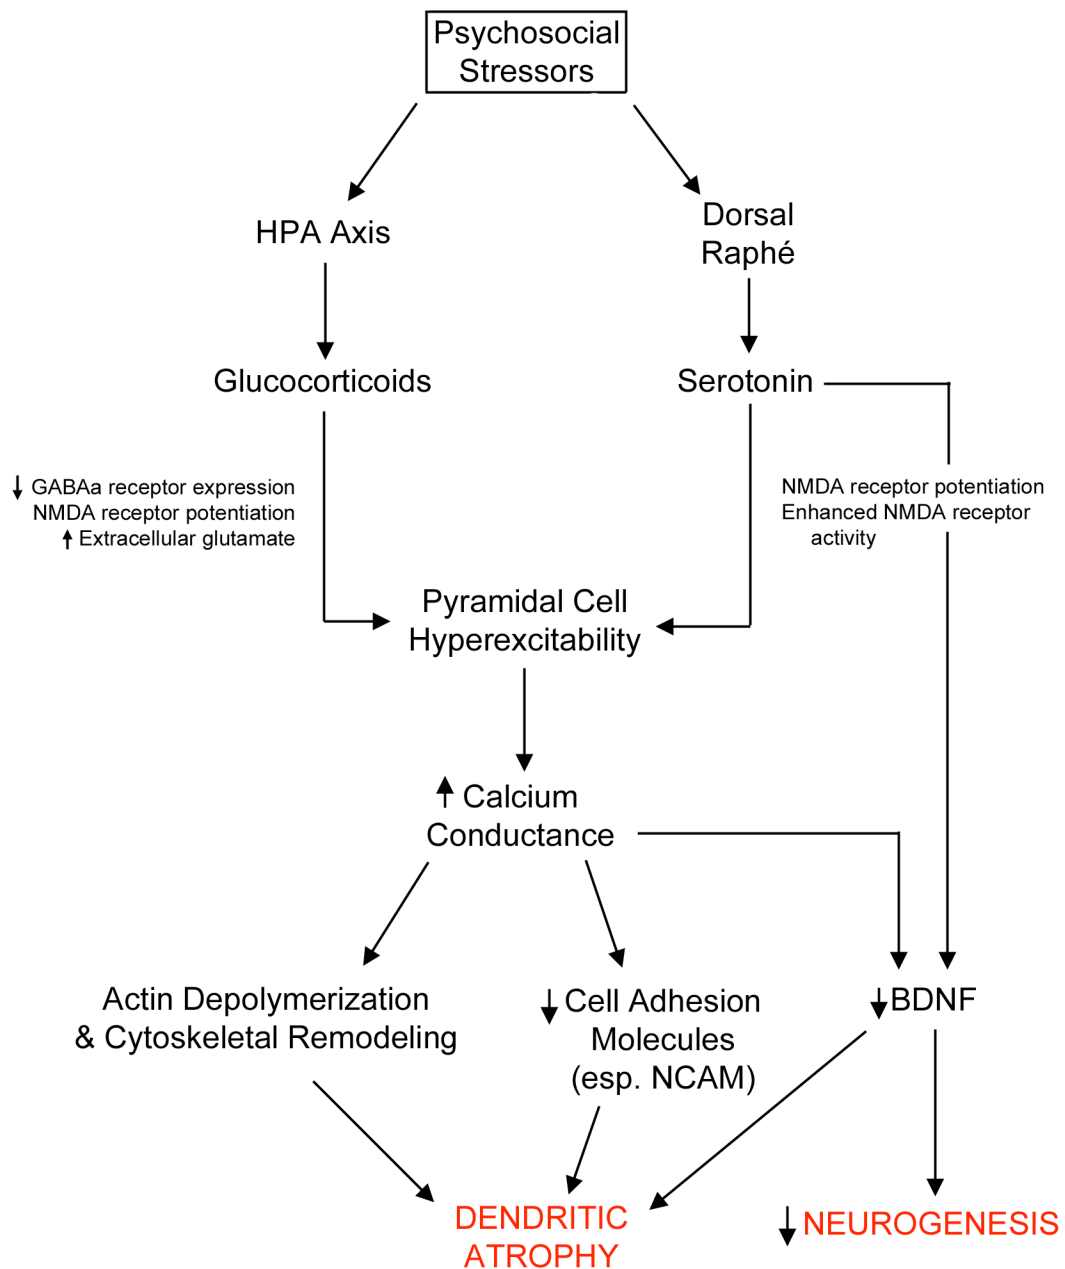 Psychosocial
Stressors
HPA Axis
Dorsal
Raphé
Glucocorticoids
Serotonin
GABAa receptor expression
NMDA receptor potentiation
Extracellular glutamate
NMDA receptor potentiation
Enhanced NMDA receptor
activity
Pyramidal Cell
Hyperexcitability
Calcium
Conductance
Actin Depolymerization
& Cytoskeletal Remodeling
Cell Adhesion
Molecules
(esp. NCAM)
BDNF
DENDRITIC
ATROPHY
NEUROGENESIS